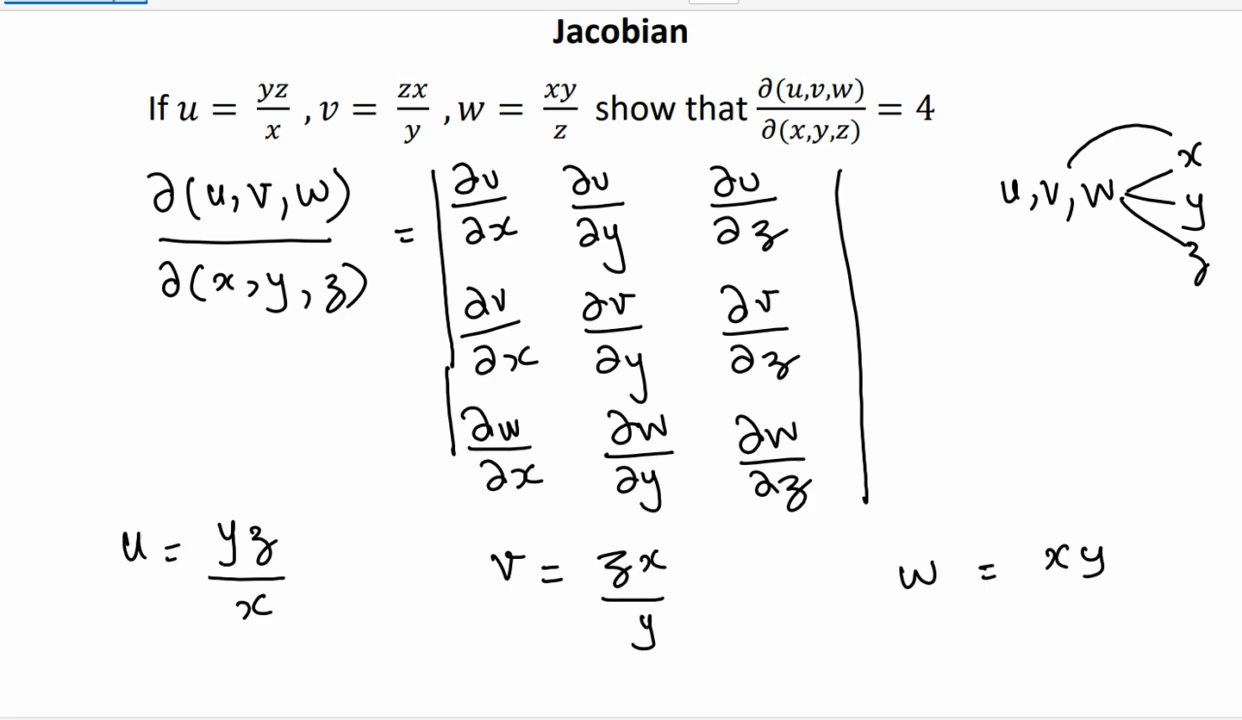 Jacobian
If u = yz/x , v = zx/y , w = xy/z show that ∂(u,v,w)/∂(x,y,z) = 4
∂(u,v,w)/∂(x,y,z) = | ∂u/∂x ∂u/∂y ∂u/∂z |
∂v/∂x ∂v/∂y ∂v/∂z
∂w/∂x ∂w/∂y ∂w/∂z
u,v,w < x
y
z
u = yz/x v = zx/y w = xy